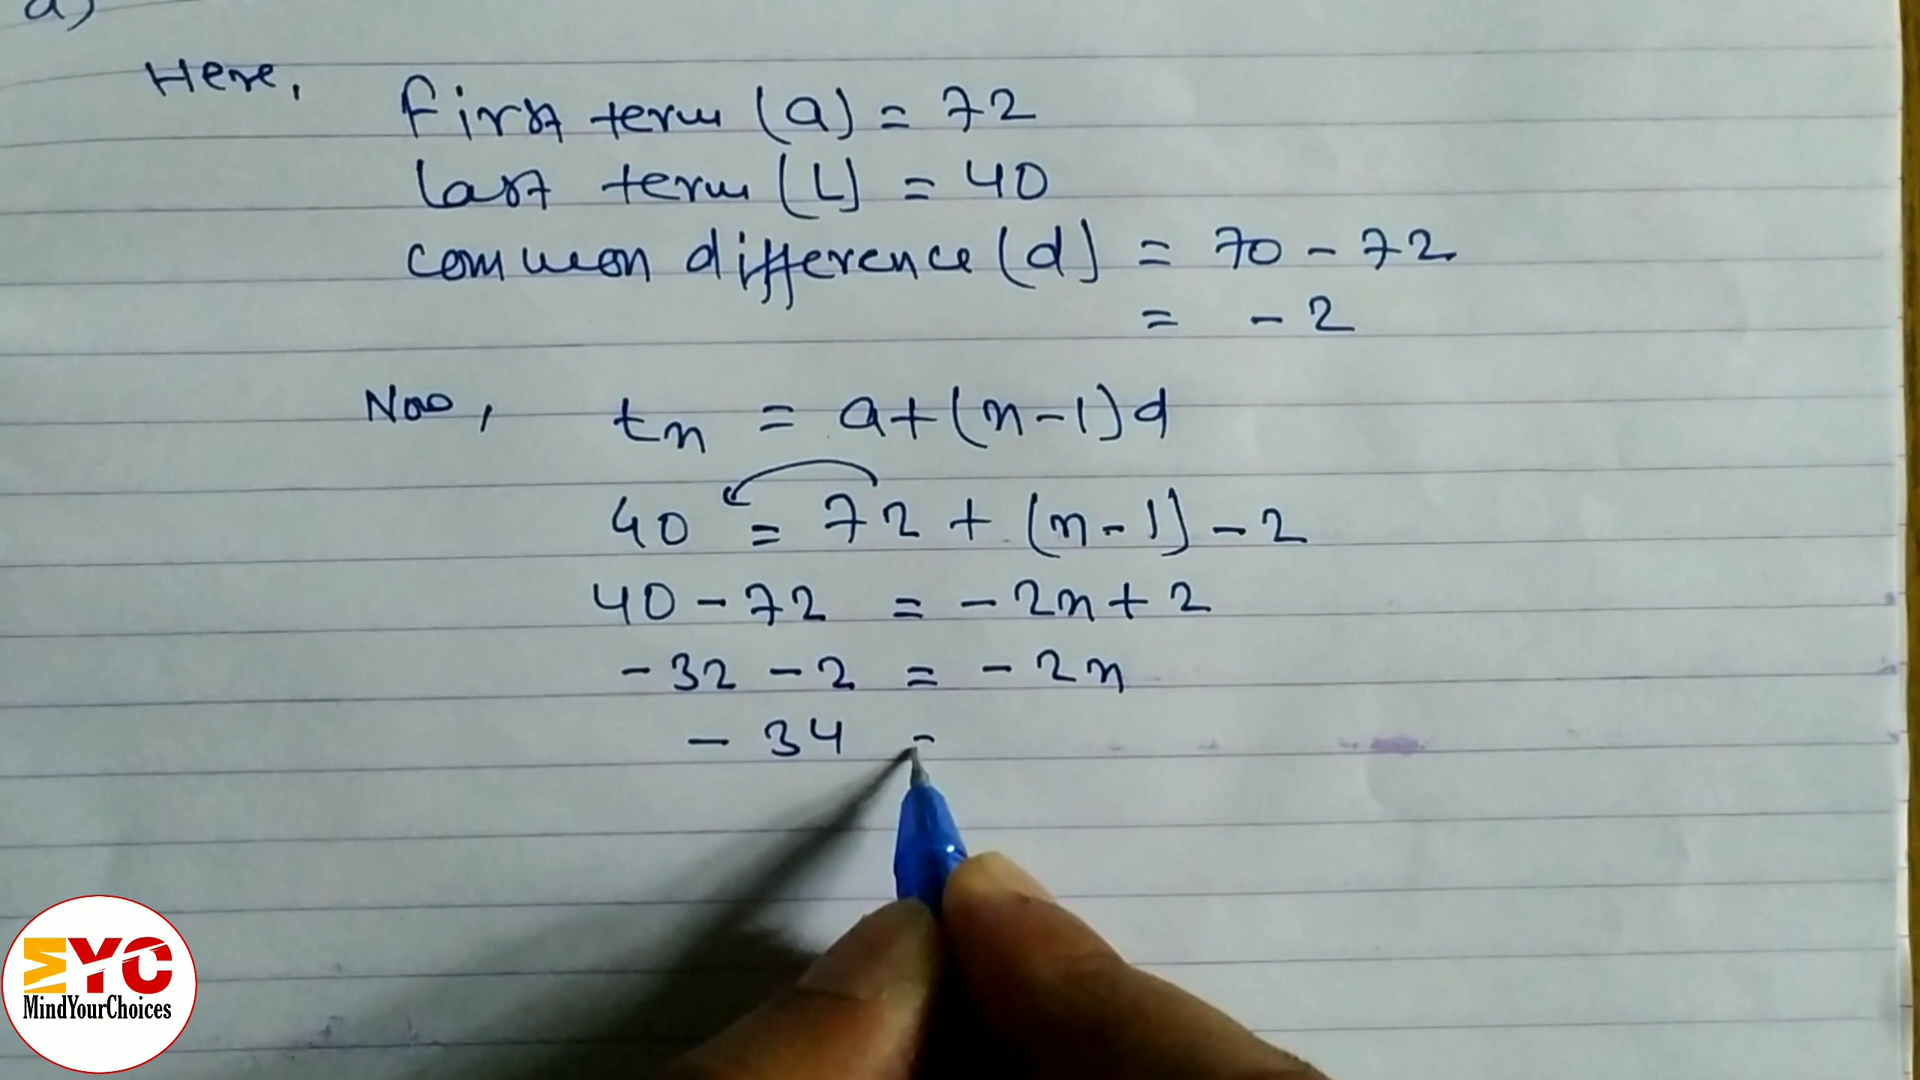 a)
Here,
First term (a) = 72
last term (L) = 40
common difference (d) = 70 - 72
= - 2
Now, tn = a+(n-1)d
40 = 72 + (n-1) - 2
40 - 72 = - 2n + 2
- 32 - 2 = - 2n
- 34 =
MYC
MindYourChoices